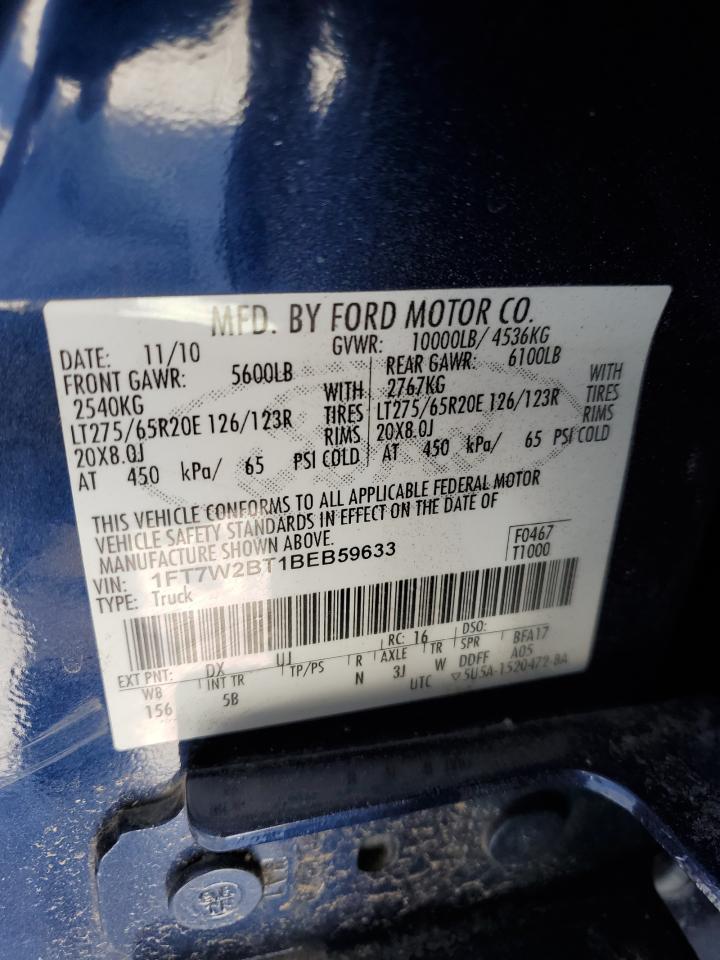 MFD. BY FORD MOTOR CO.
DATE: 11/10 GVWR: 10000LB/ 4536KG
FRONT GAWR: 5600LB REAR GAWR: 6100LB
2540KG WITH 2767KG WITH
LT275/65R20E 126/123R TIRES LT275/65R20E 126/123R TIRES
20X8.0J RIMS 20X8.0J RIMS
AT 450 kPa/ 65 PSI COLD AT 450 kPa/ 65 PSI COLD
THIS VEHICLE CONFORMS TO ALL APPLICABLE FEDERAL MOTOR
VEHICLE SAFETY STANDARDS IN EFFECT ON THE DATE OF
MANUFACTURE SHOWN ABOVE.
VIN: 1FT7W2BT1BEB59633 F0467
TYPE: Truck T1000
EXT PNT: DX UJ RC: 16 DSO:
WB INT TR TP/PS R AXLE TR SPR BFA17
156 5B N 3J W DDFF A05
UTC ▽5U5A-1520472-BA